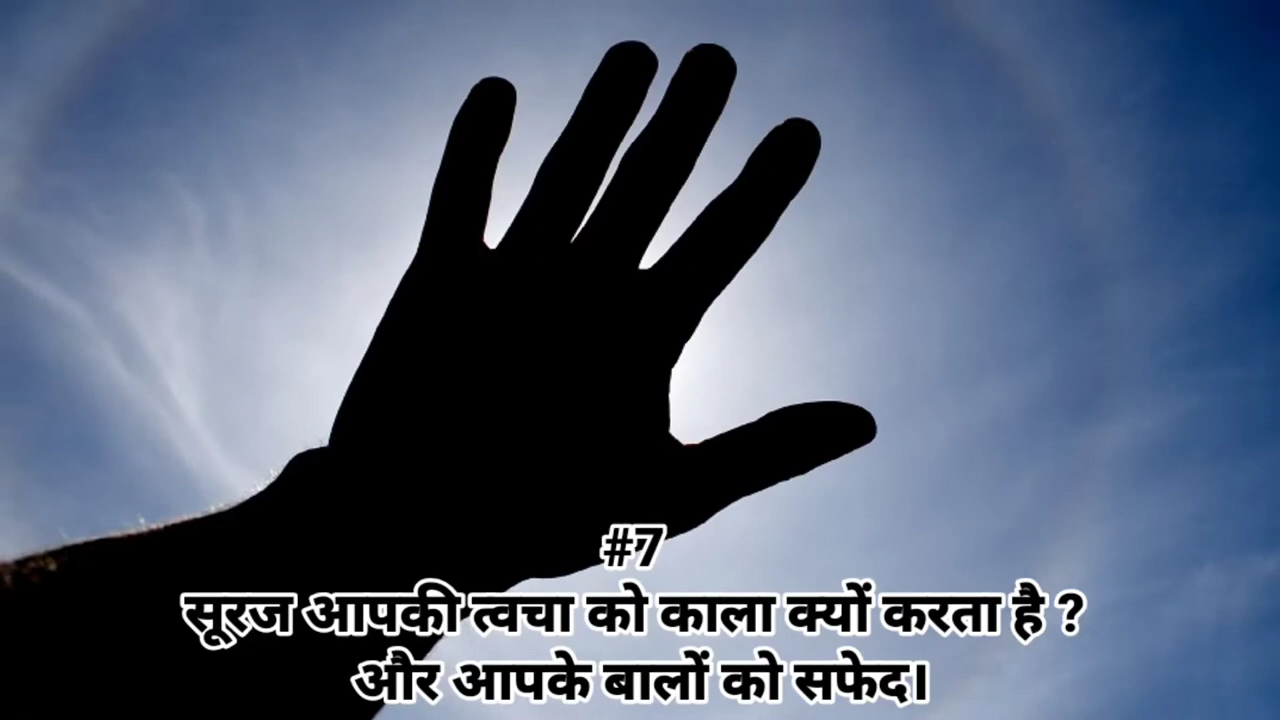 #7
सूरज आपकी त्वचा को काला क्यों करता है ?
और आपके बालों को सफेद।